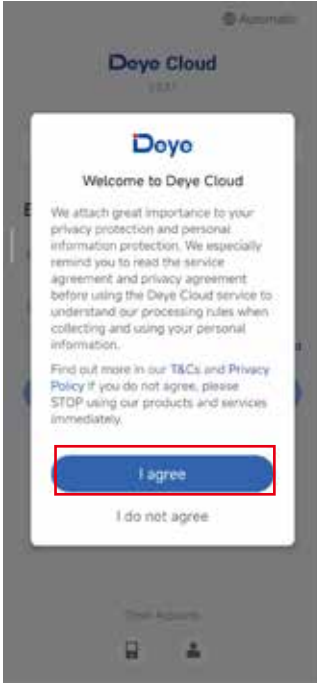 Automatic
Deye Cloud
Deye
Welcome to Deye Cloud
We attach great importance to your
privacy protection and personal
information protection. We especially
remind you to read the service
agreement and privacy agreement
before using the Deye Cloud service to
understand our processing rules when
collecting and using your personal
information.
Find out more in our T&Cs and Privacy
Policy If you do not agree, please
STOP using our products and services
immediately.
I agree
I do not agree